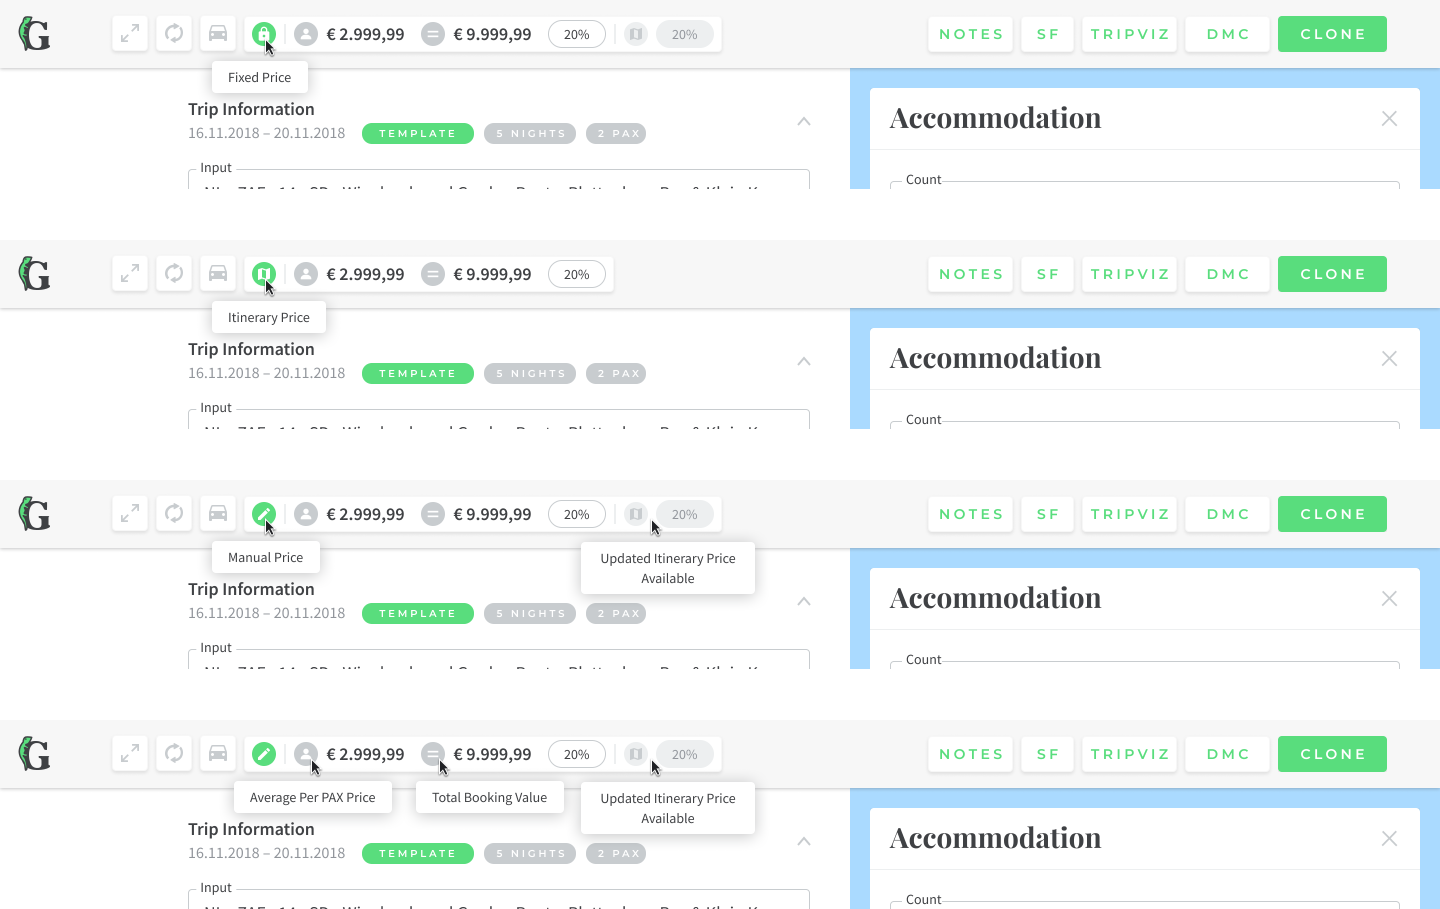 G € 2.999,99 € 9.999,99 20% 20% NOTES SF TRIPVIZ DMC CLONE
Fixed Price
Trip Information
Accommodation
16.11.2018 – 20.11.2018 TEMPLATE 5 NIGHTS 2 PAX
Input
Count
G € 2.999,99 € 9.999,99 20% NOTES SF TRIPVIZ DMC CLONE
Itinerary Price
Trip Information
Accommodation
16.11.2018 – 20.11.2018 TEMPLATE 5 NIGHTS 2 PAX
Input
Count
G € 2.999,99 € 9.999,99 20% 20% NOTES SF TRIPVIZ DMC CLONE
Manual Price
Updated Itinerary Price
Available
Trip Information
Accommodation
16.11.2018 – 20.11.2018 TEMPLATE 5 NIGHTS 2 PAX
Input
Count
G € 2.999,99 € 9.999,99 20% 20% NOTES SF TRIPVIZ DMC CLONE
Average Per PAX Price
Total Booking Value
Updated Itinerary Price
Available
Trip Information
Accommodation
16.11.2018 – 20.11.2018 TEMPLATE 5 NIGHTS 2 PAX
Input
Count